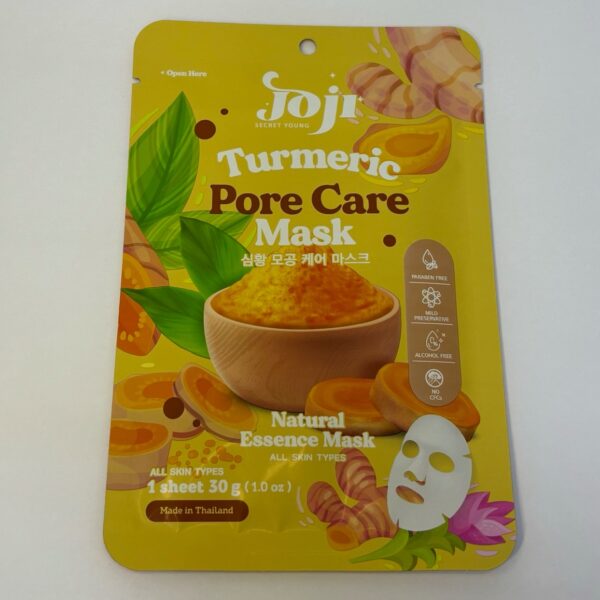 • Open Here
JOJI
SECRET YOUNG
Turmeric
Pore Care
Mask
심황 모공 케어 마스크
PARABEN FREE
MILD
PRESERVATIVE
ALCOHOL FREE
NO
CFCs
Natural
Essence Mask
ALL SKIN TYPES
ALL SKIN TYPES
1 sheet 30 g (1.0 oz)
Made in Thailand